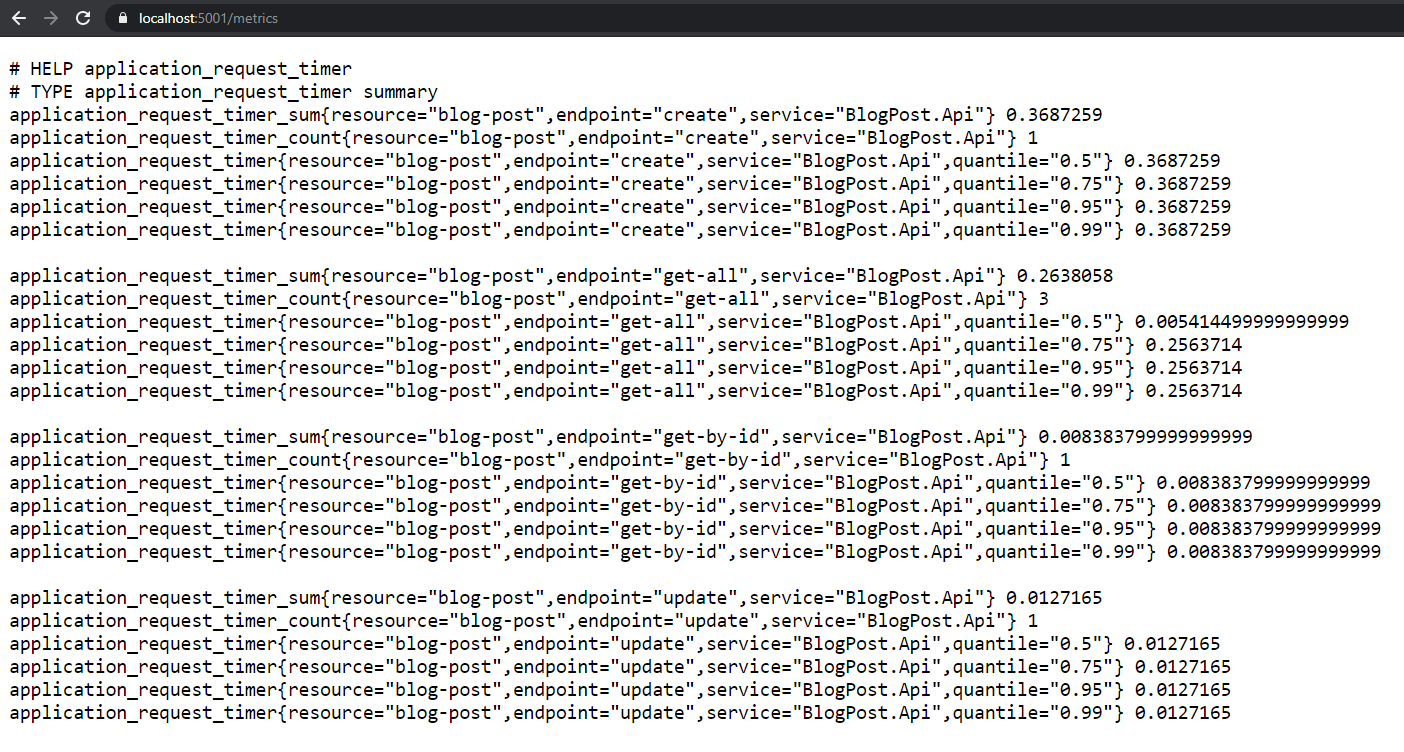 localhost:5001/metrics
# HELP application_request_timer
# TYPE application_request_timer summary
application_request_timer_sum{resource="blog-post",endpoint="create",service="BlogPost.Api"} 0.3687259
application_request_timer_count{resource="blog-post",endpoint="create",service="BlogPost.Api"} 1
application_request_timer{resource="blog-post",endpoint="create",service="BlogPost.Api",quantile="0.5"} 0.3687259
application_request_timer{resource="blog-post",endpoint="create",service="BlogPost.Api",quantile="0.75"} 0.3687259
application_request_timer{resource="blog-post",endpoint="create",service="BlogPost.Api",quantile="0.95"} 0.3687259
application_request_timer{resource="blog-post",endpoint="create",service="BlogPost.Api",quantile="0.99"} 0.3687259
application_request_timer_sum{resource="blog-post",endpoint="get-all",service="BlogPost.Api"} 0.2638058
application_request_timer_count{resource="blog-post",endpoint="get-all",service="BlogPost.Api"} 3
application_request_timer{resource="blog-post",endpoint="get-all",service="BlogPost.Api",quantile="0.5"} 0.005414499999999999
application_request_timer{resource="blog-post",endpoint="get-all",service="BlogPost.Api",quantile="0.75"} 0.2563714
application_request_timer{resource="blog-post",endpoint="get-all",service="BlogPost.Api",quantile="0.95"} 0.2563714
application_request_timer{resource="blog-post",endpoint="get-all",service="BlogPost.Api",quantile="0.99"} 0.2563714
application_request_timer_sum{resource="blog-post",endpoint="get-by-id",service="BlogPost.Api"} 0.008383799999999999
application_request_timer_count{resource="blog-post",endpoint="get-by-id",service="BlogPost.Api"} 1
application_request_timer{resource="blog-post",endpoint="get-by-id",service="BlogPost.Api",quantile="0.5"} 0.008383799999999999
application_request_timer{resource="blog-post",endpoint="get-by-id",service="BlogPost.Api",quantile="0.75"} 0.008383799999999999
application_request_timer{resource="blog-post",endpoint="get-by-id",service="BlogPost.Api",quantile="0.95"} 0.008383799999999999
application_request_timer{resource="blog-post",endpoint="get-by-id",service="BlogPost.Api",quantile="0.99"} 0.008383799999999999
application_request_timer_sum{resource="blog-post",endpoint="update",service="BlogPost.Api"} 0.0127165
application_request_timer_count{resource="blog-post",endpoint="update",service="BlogPost.Api"} 1
application_request_timer{resource="blog-post",endpoint="update",service="BlogPost.Api",quantile="0.5"} 0.0127165
application_request_timer{resource="blog-post",endpoint="update",service="BlogPost.Api",quantile="0.75"} 0.0127165
application_request_timer{resource="blog-post",endpoint="update",service="BlogPost.Api",quantile="0.95"} 0.0127165
application_request_timer{resource="blog-post",endpoint="update",service="BlogPost.Api",quantile="0.99"} 0.0127165